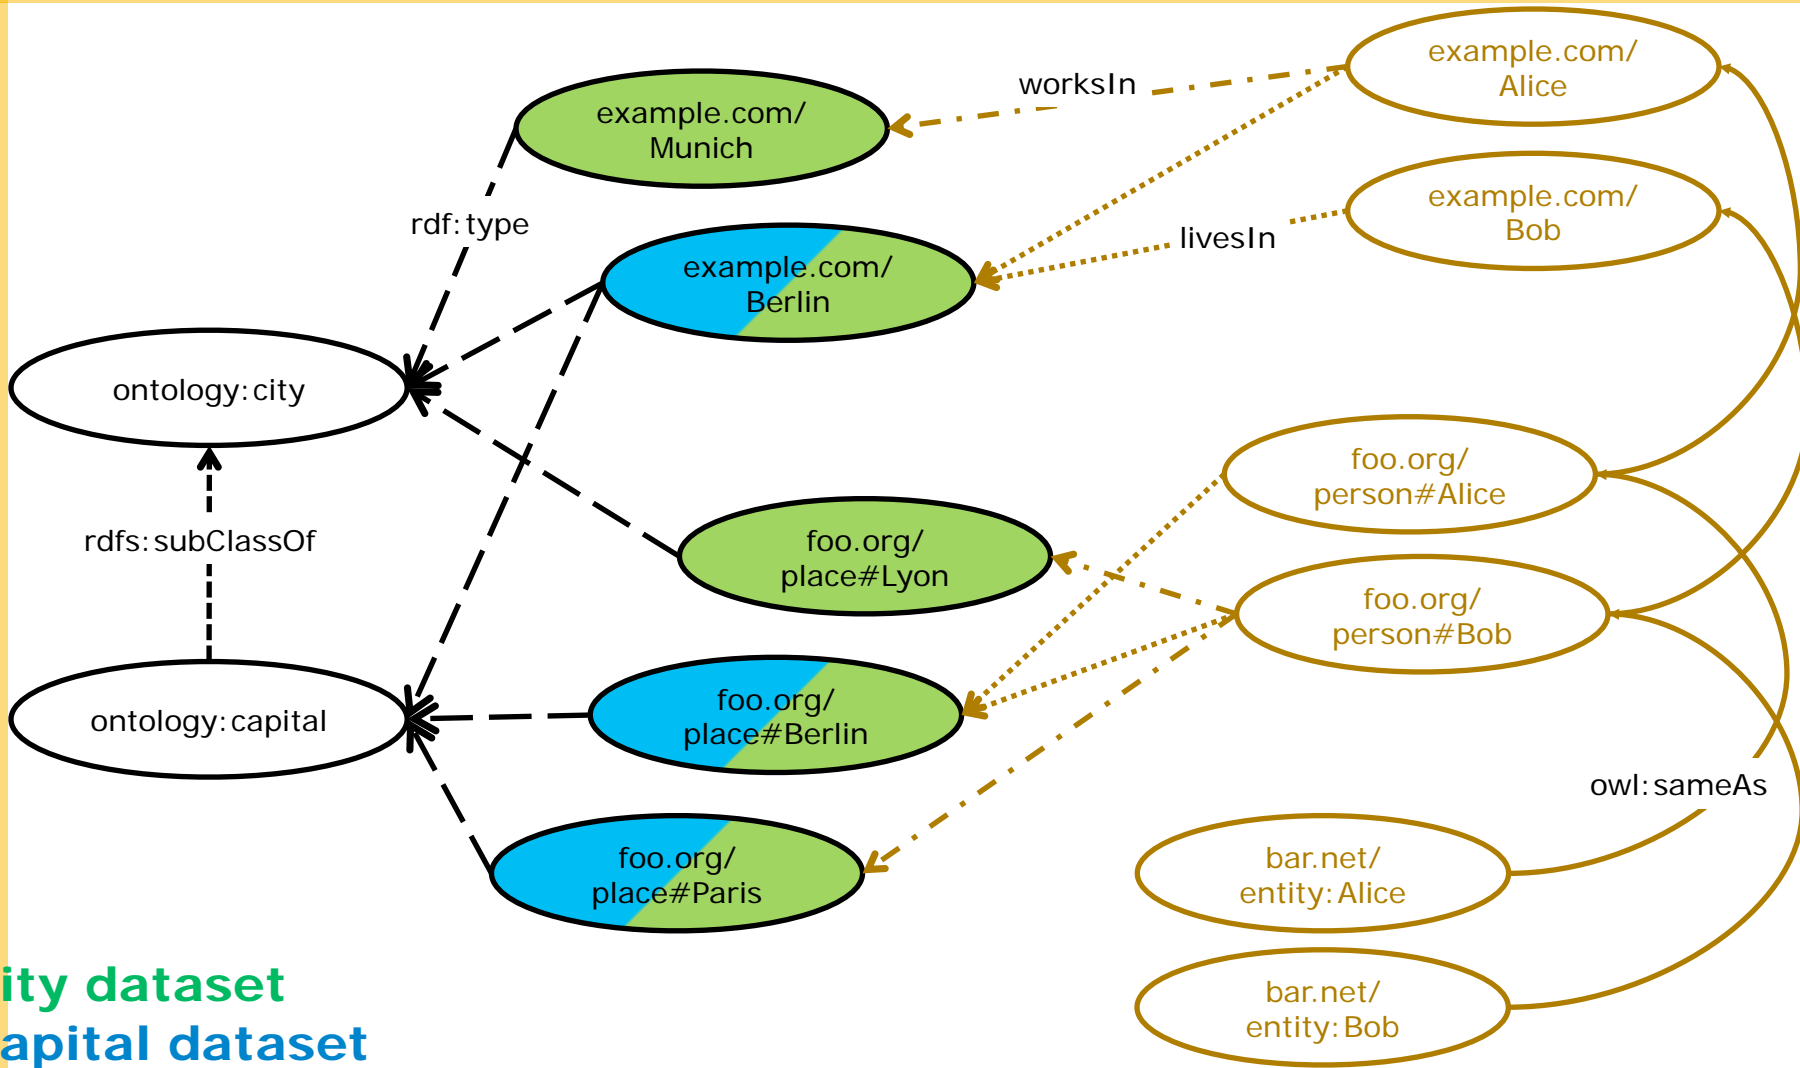 example.com/
Alice
worksIn
example.com/
Munich
example.com/
Bob
rdf:type
livesIn
example.com/
Berlin
ontology:city
foo.org/
person#Alice
rdfs:subClassOf
foo.org/
place#Lyon
foo.org/
person#Bob
ontology:capital
foo.org/
place#Berlin
owl:sameAs
foo.org/
place#Paris
bar.net/
entity:Alice
ity dataset
bar.net/
entity:Bob
apital dataset